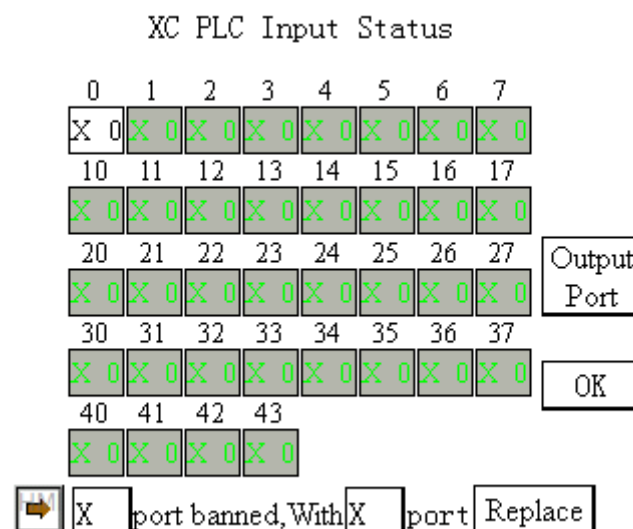 XC PLC Input Status
0 1 2 3 4 5 6 7
X 0 X 0 X 0 X 0 X 0 X 0 X 0 X 0
10 11 12 13 14 15 16 17
X 0 X 0 X 0 X 0 X 0 X 0 X 0 X 0
20 21 22 23 24 25 26 27
X 0 X 0 X 0 X 0 X 0 X 0 X 0 X 0
Output
Port
30 31 32 33 34 35 36 37
X 0 X 0 X 0 X 0 X 0 X 0 X 0 X 0
OK
40 41 42 43
X 0 X 0 X 0 X 0
X port banned,With X port Replace